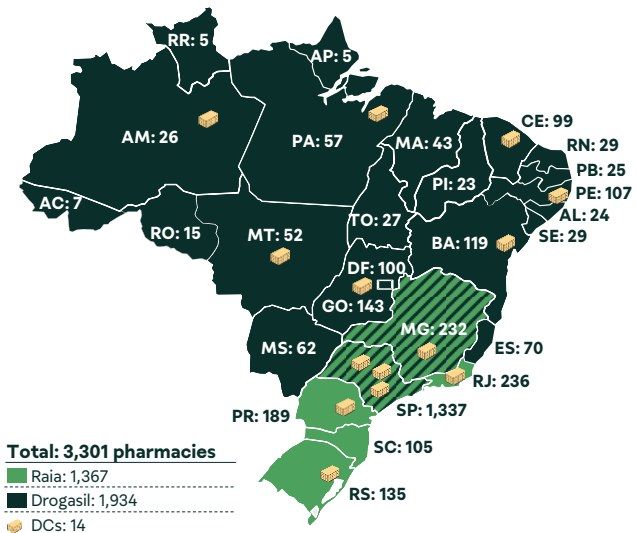 RR: 5
AP: 5
AM: 26
PA: 57
MA: 43
CE: 99
RN: 29
PI: 23
PB: 25
PE: 107
AC: 7
AL: 24
TO: 27
RO: 15
MT: 52
BA: 119
SE: 29
DF: 100
GO: 143
MG: 232
MS: 62
ES: 70
RJ: 236
SP: 1,337
PR: 189
SC: 105
RS: 135
Total: 3,301 pharmacies
Raia: 1,367
Drogasil: 1,934
DCs: 14